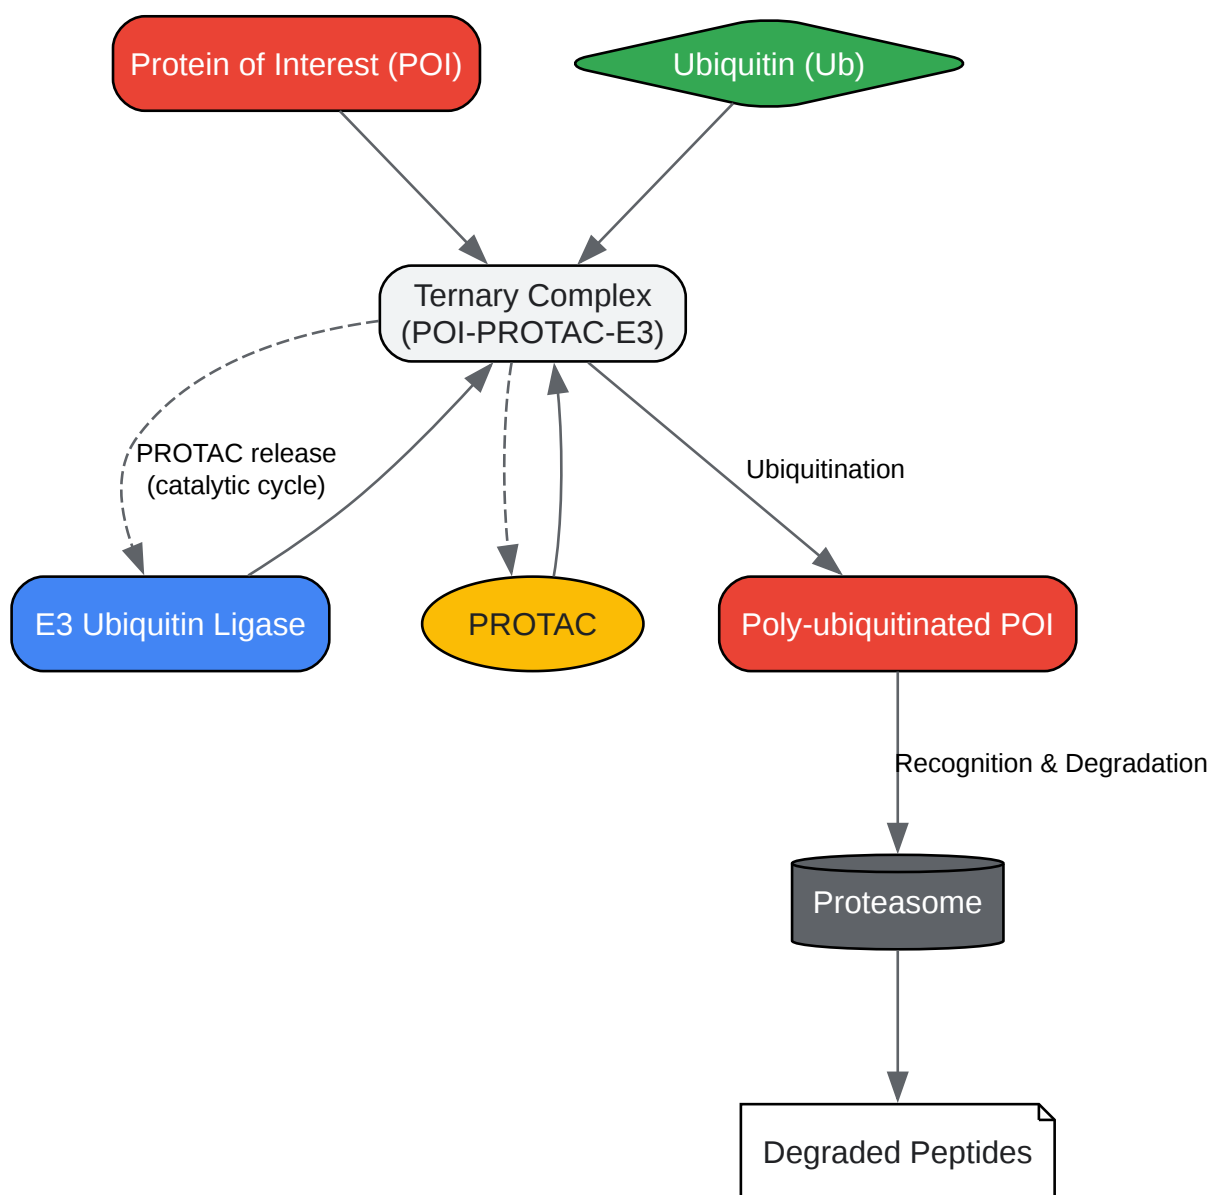 Protein of Interest (POI)
Ubiquitin (Ub)
Ternary Complex
(POI-PROTAC-E3)
PROTAC release
(catalytic cycle)
Ubiquitination
E3 Ubiquitin Ligase
PROTAC
Poly-ubiquitinated POI
Recognition & Degradation
Proteasome
Degraded Peptides